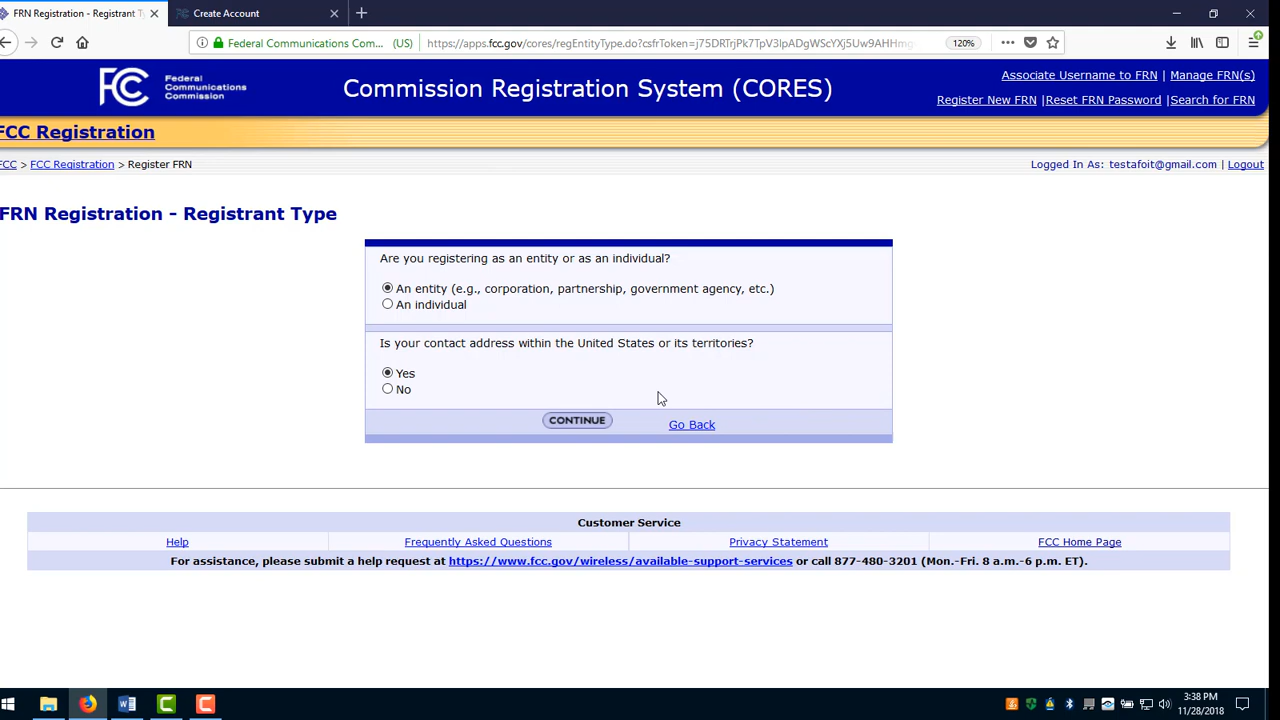 FRN Registration - Registrant T
Create Account
Federal Communications Com... (US)
https://apps.fcc.gov/cores/regEntityType.do?csfrToken=j75DRTrjPk7TpV3lpADgWScYXj5Uw9AHHm
120%
FCC Federal Communications Commission
Commission Registration System (CORES)
Associate Username to FRN | Manage FRN(s)
Register New FRN |Reset FRN Password |Search for FRN
FCC Registration
FCC > FCC Registration > Register FRN
Logged In As: testafoit@gmail.com | Logout
FRN Registration - Registrant Type
Are you registering as an entity or as an individual?
An entity (e.g., corporation, partnership, government agency, etc.)
An individual
Is your contact address within the United States or its territories?
Yes
No
CONTINUE
Go Back
Customer Service
Help
Frequently Asked Questions
Privacy Statement
FCC Home Page
For assistance, please submit a help request at https://www.fcc.gov/wireless/available-support-services or call 877-480-3201 (Mon.-Fri. 8 a.m.-6 p.m. ET).
3:38 PM
11/28/2018